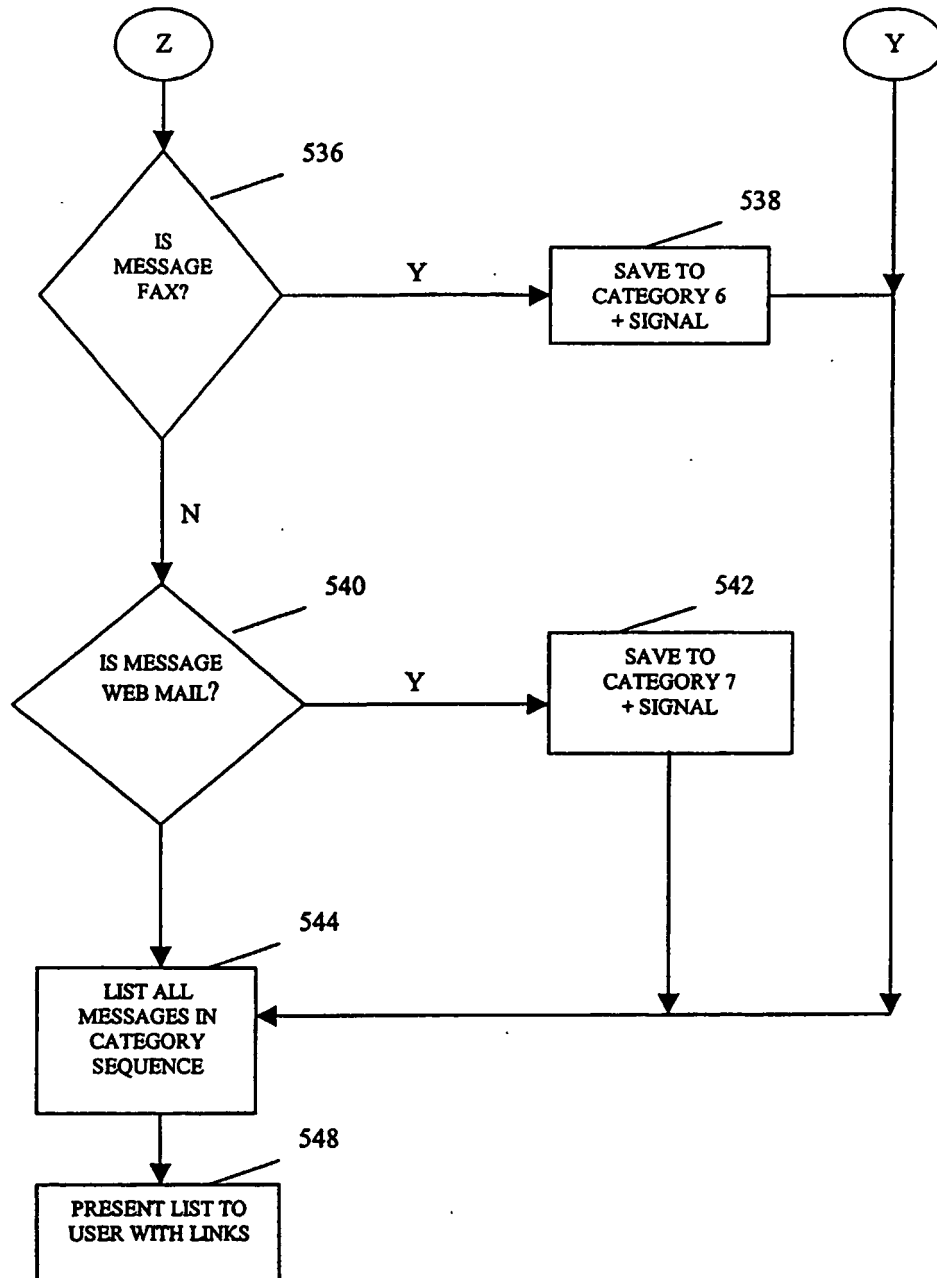 Z
Y
536
IS
MESSAGE
FAX?
Y
538
SAVE TO
CATEGORY 6
+ SIGNAL
N
540
IS MESSAGE
WEB MAIL?
Y
542
SAVE TO
CATEGORY 7
+ SIGNAL
544
LIST ALL
MESSAGES IN
CATEGORY
SEQUENCE
548
PRESENT LIST TO
USER WITH LINKS